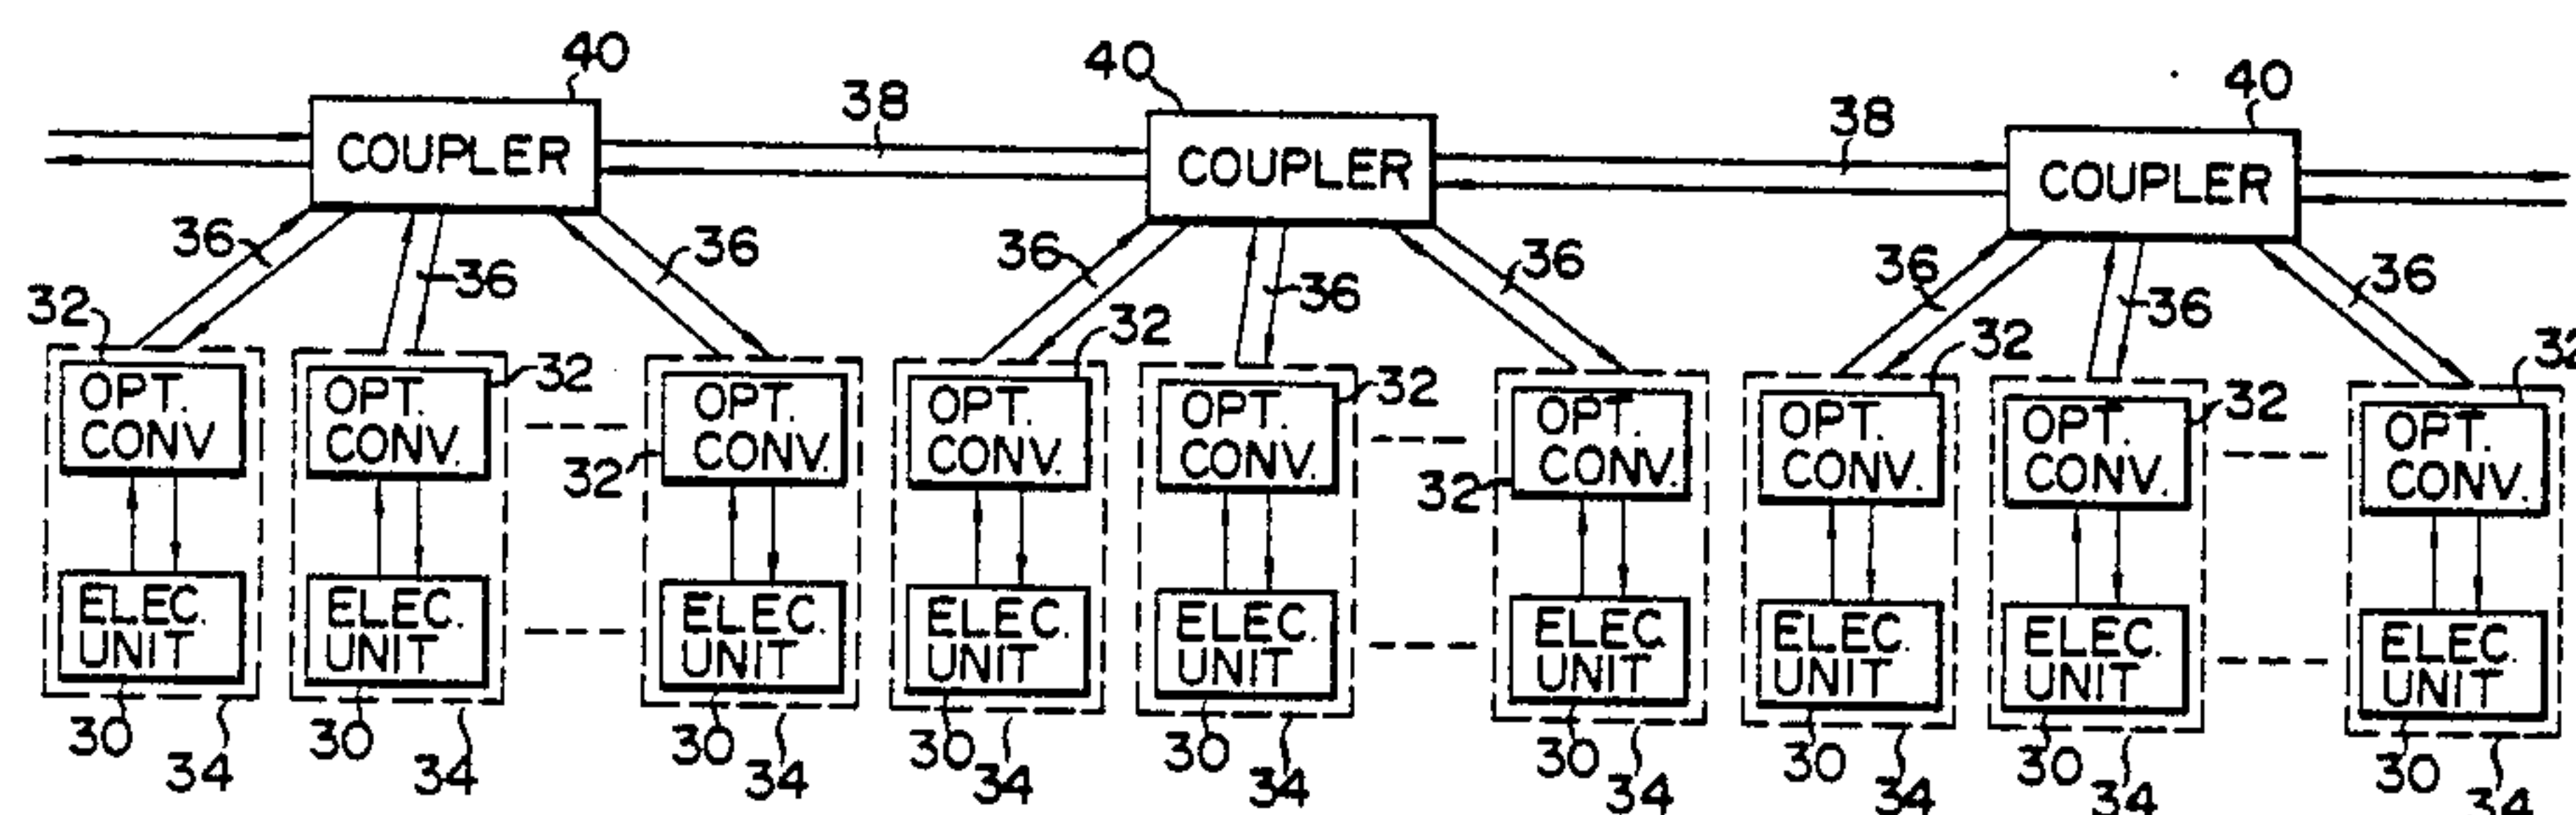 40 40 40
38 38
COUPLER COUPLER COUPLER
36 36 36 36 36 36 36 36 36
32 32 32 32 32 32 32 32
OPT. OPT. OPT. OPT. OPT. OPT. OPT. OPT. OPT.
CONV CONV. CONV. CONV. CONV. CONV. CONV. CONV. CONV.
32 32
ELEC. ELEC. ELEC. ELEC. ELEC. ELEC ELEC. ELEC. ELEC.
UNIT UNIT UNIT UNIT UNIT UNIT UNIT UNIT UNIT
30 30 30 30 30 30 30 30 30
34 34 34 34 34 34 34 34 34